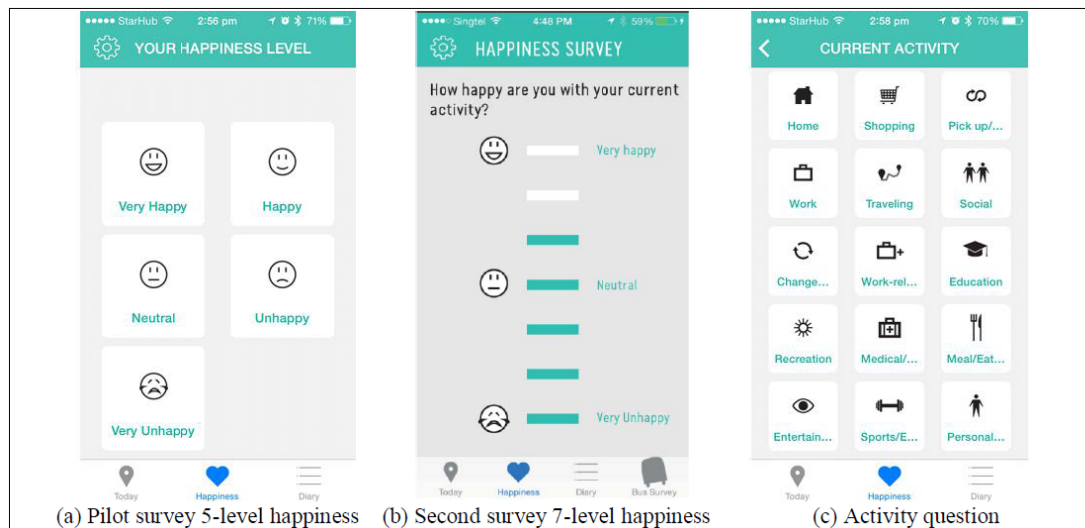 StarHub 2:56 pm 71%
YOUR HAPPINESS LEVEL
Very Happy
Happy
Neutral
Unhappy
Very Unhappy
Today Happiness Diary
(a) Pilot survey 5-level happiness
Singtel 4:48 PM 59%
HAPPINESS SURVEY
How happy are you with your current
activity?
Very happy
Neutral
Very Unhappy
Today Happiness Diary Bus Survey
(b) Second survey 7-level happiness
StarHub 2:58 pm 70%
CURRENT ACTIVITY
Home Shopping Pick up/...
Work Traveling Social
Change... Work-rel... Education
Recreation Medical/... Meal/Eat...
Entertain... Sports/E... Personal...
Today Happiness Diary
(c) Activity question